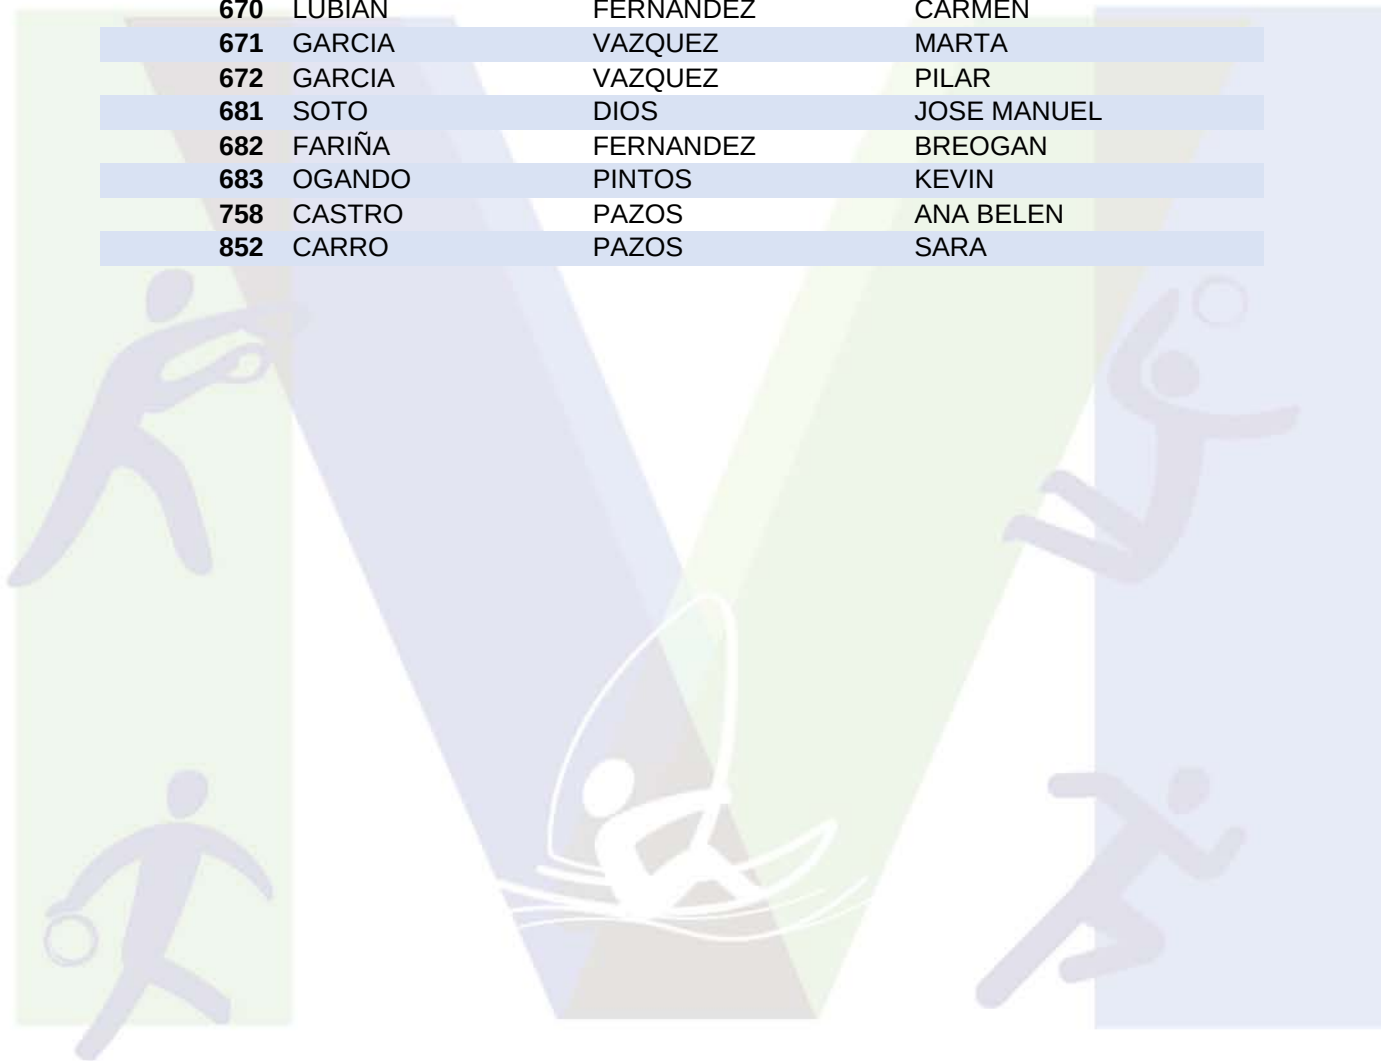 670 LUBIAN FERNANDEZ CARMEN
671 GARCIA VAZQUEZ MARTA
672 GARCIA VAZQUEZ PILAR
681 SOTO DIOS JOSE MANUEL
682 FARIÑA FERNANDEZ BREOGAN
683 OGANDO PINTOS KEVIN
758 CASTRO PAZOS ANA BELEN
852 CARRO PAZOS SARA